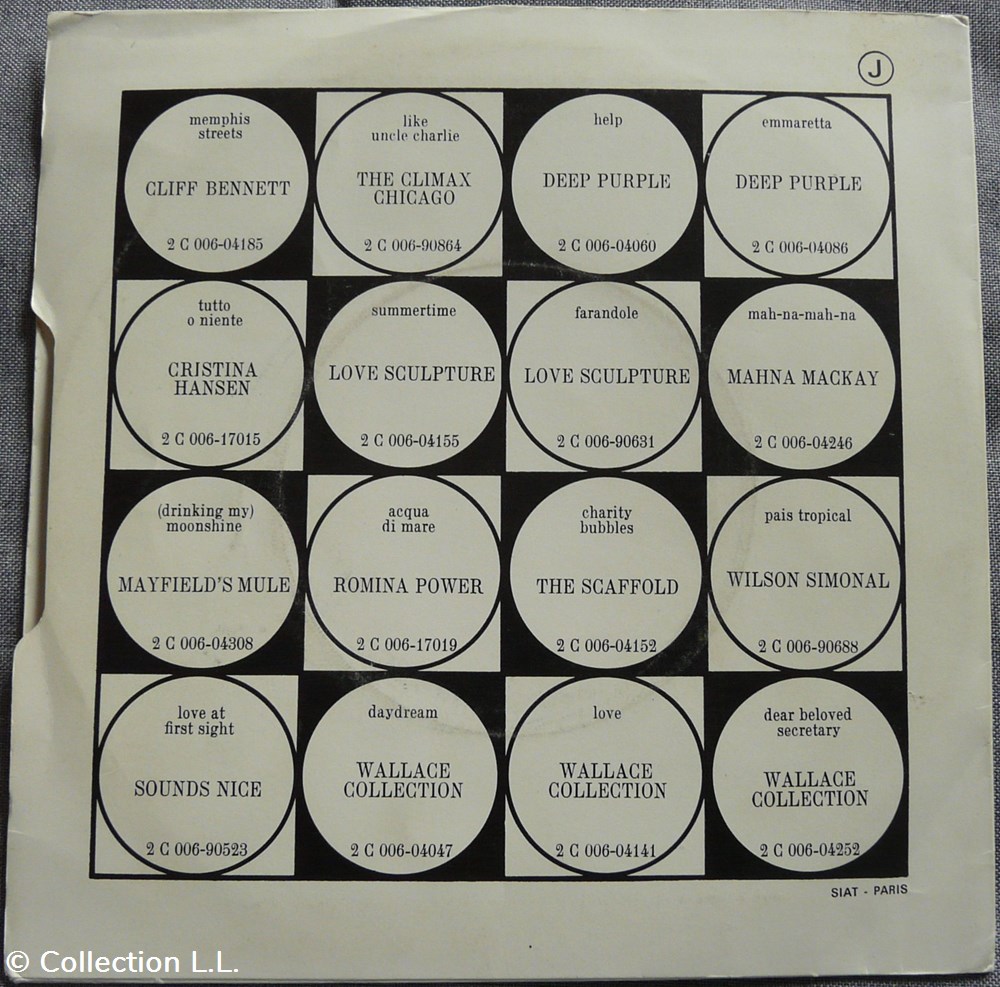 J
memphis
streets
CLIFF BENNETT
2 C 006-04185
like
uncle charlie
THE CLIMAX
CHICAGO
2 C 006-90864
help
DEEP PURPLE
2 C 006-04060
emmaretta
DEEP PURPLE
2 C 006-04086
tutto
o niente
CRISTINA
HANSEN
2 C 006-17015
summertime
LOVE SCULPTURE
2 C 006-04155
farandole
LOVE SCULPTURE
2 C 006-90631
mah-na-mah-na
MAHNA MACKAY
2 C 006-04246
(drinking my)
moonshine
MAYFIELD'S MULE
2 C 006-04308
acqua
di mare
ROMINA POWER
2 C 006-17019
charity
bubbles
THE SCAFFOLD
2 C 006-04152
pais tropical
WILSON SIMONAL
2 C 006-90688
love at
first sight
SOUNDS NICE
2 C 006-90523
daydream
WALLACE
COLLECTION
2 C 006-04047
love
WALLACE
COLLECTION
2 C 006-04141
dear beloved
secretary
WALLACE
COLLECTION
2 C 006-04252
SIAT - PARIS
© Collection L.L.